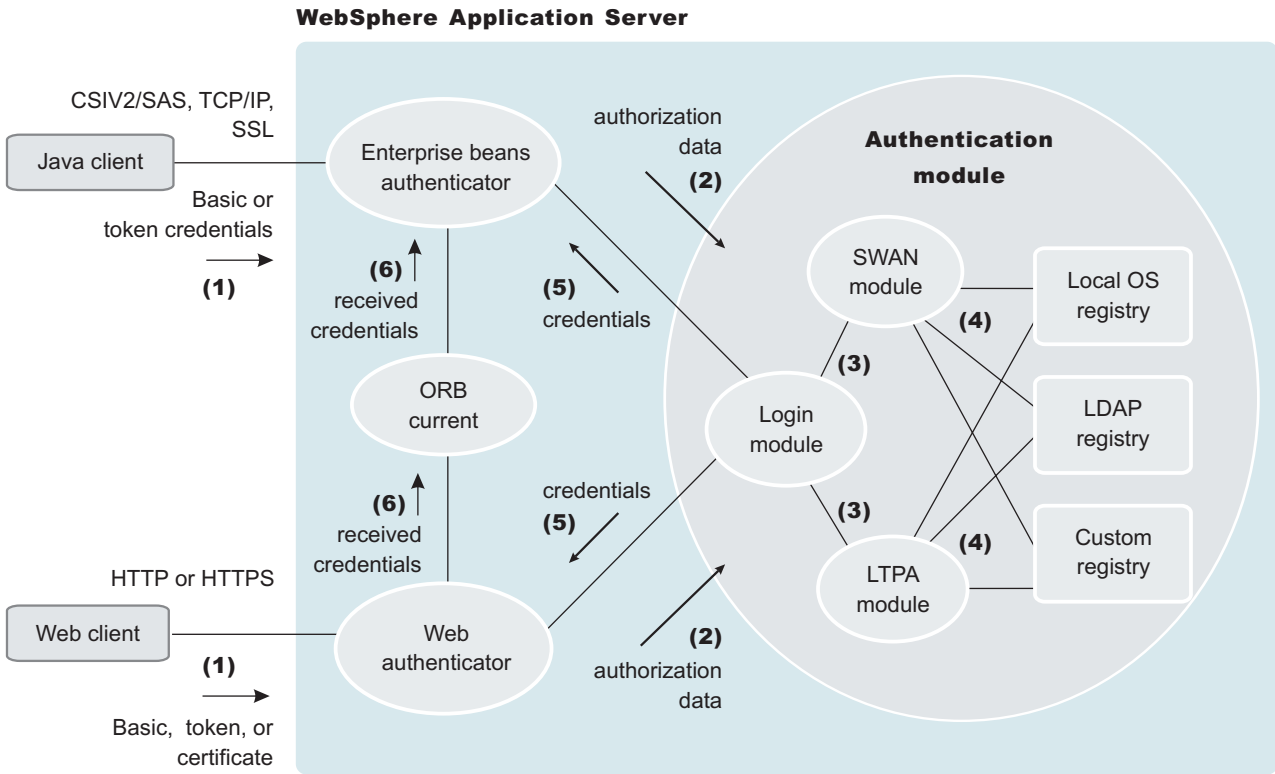 WebSphere Application Server
CSIV2/SAS, TCP/IP,
SSL
Java client
Basic or
token credentials
(1)
Enterprise beans
authenticator
(6)
received
credentials
ORB
current
(6)
received
credentials
HTTP or HTTPS
Web client
(1)
Basic, token, or
certificate
Web
authenticator
authorization
data
(2)
(5)
credentials
credentials
(5)
(2)
authorization
data
Authentication
module
SWAN
module
Login
module
(3)
(3)
LTPA
module
(4)
(4)
Local OS
registry
LDAP
registry
Custom
registry